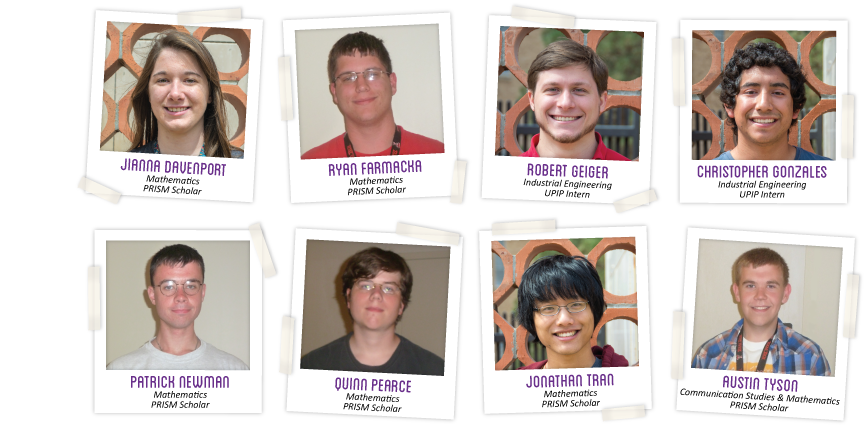 JIANNA DAVENPORT
Mathematics
PRISM Scholar
RYAN FARMACKA
Mathematics
PRISM Scholar
ROBERT GEIGER
Industrial Engineering
UPIP Intern
CHRISTOPHER GONZALES
Industrial Engineering
UPIP Intern
PATRICK NEWMAN
Mathematics
PRISM Scholar
QUINN PEARCE
Mathematics
PRISM Scholar
JONATHAN TRAN
Mathematics
PRISM Scholar
AUSTIN TYSON
Communication Studies & Mathematics
PRISM Scholar